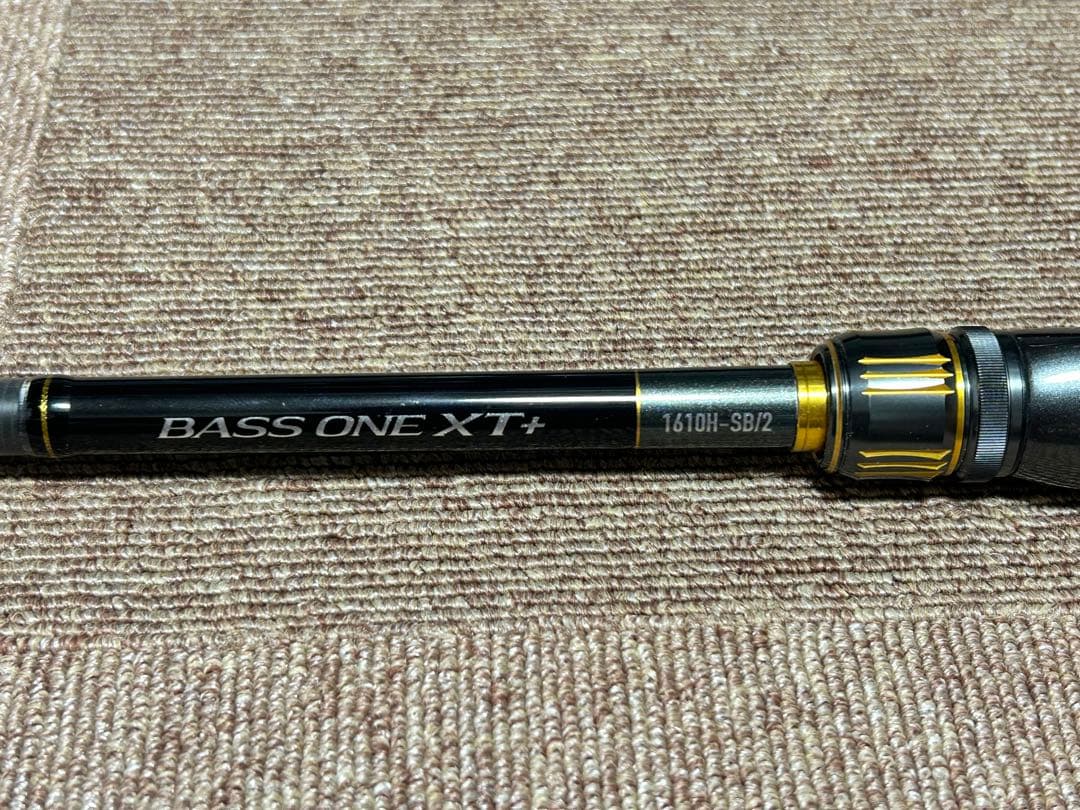 BASS ONE XT+
1610H-SB/2